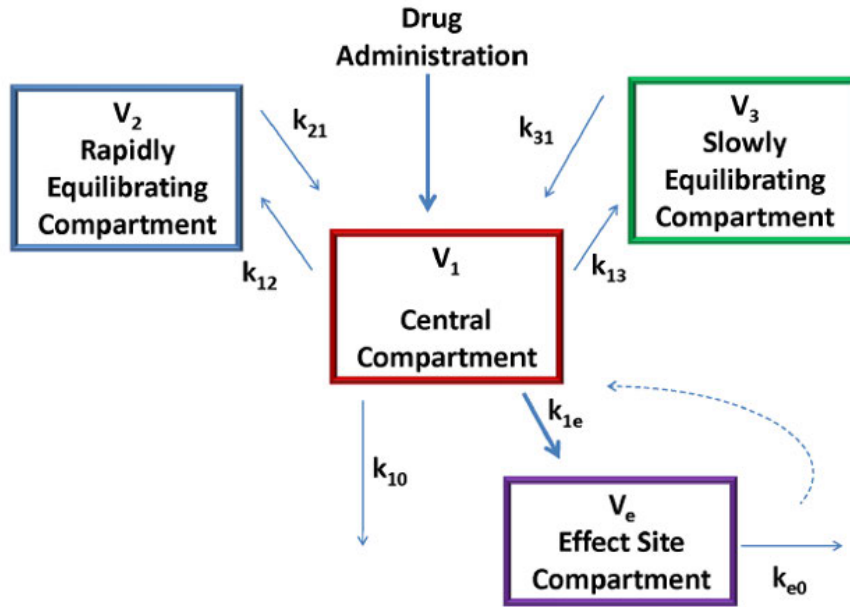 Drug
Administration
V₂
Rapidly
Equilibrating
Compartment
k₂₁
k₁₂
k₃₁
k₁₃
V₃
Slowly
Equilibrating
Compartment
V₁
Central
Compartment
k₁₀
k₁ₑ
Vₑ
Effect Site
Compartment
kₑ₀